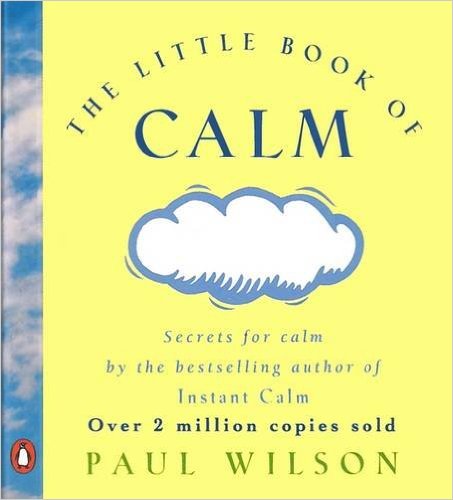 THE LITTLE BOOK OF
CALM
Secrets for calm
by the bestselling author of
Instant Calm
Over 2 million copies sold
PAUL WILSON